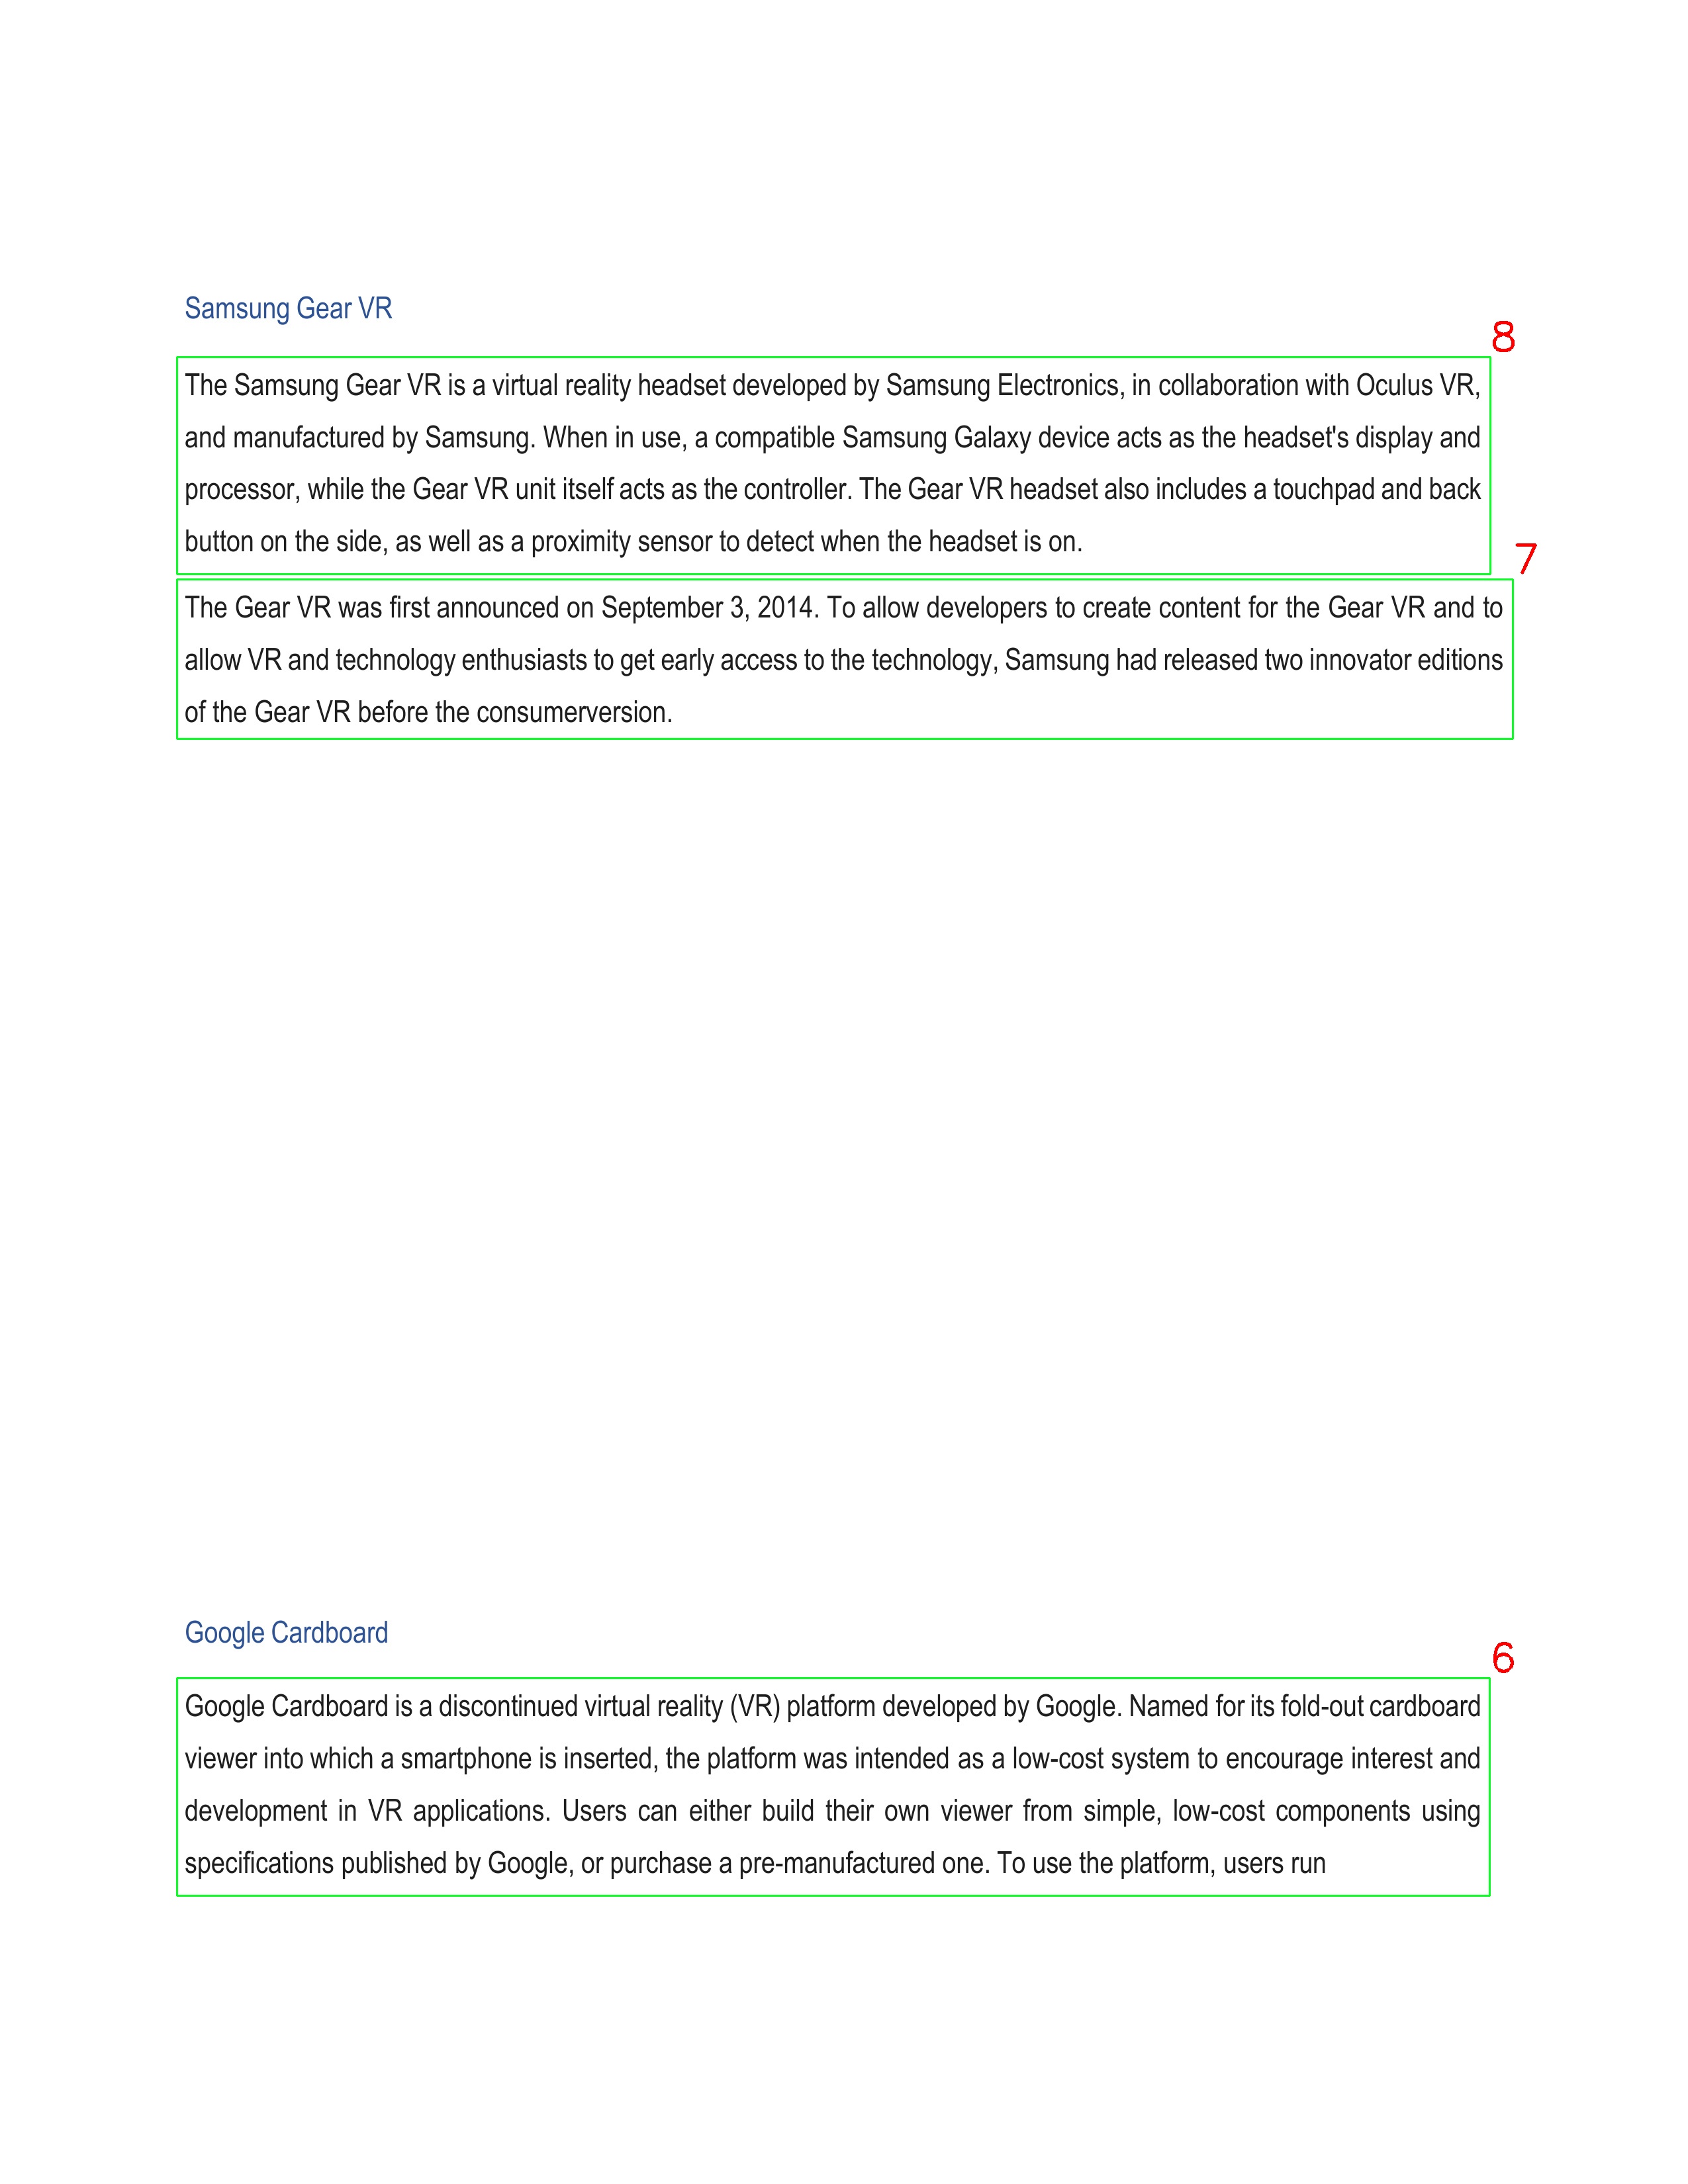 Samsung Gear VR
8
The Samsung Gear VR is a virtual reality headset developed by Samsung Electronics, in collaboration with Oculus VR,
and manufactured by Samsung. When in use, a compatible Samsung Galaxy device acts as the headset's display and
processor, while the Gear VR unit itself acts as the controller. The Gear VR headset also includes a touchpad and back
button on the side, as well as a proximity sensor to detect when the headset is on.
7
The Gear VR was first announced on September 3, 2014. To allow developers to create content for the Gear VR and to
allow VR and technology enthusiasts to get early access to the technology, Samsung had released two innovator editions
of the Gear VR before the consumerversion.
Google Cardboard
6
Google Cardboard is a discontinued virtual reality (VR) platform developed by Google. Named for its fold-out cardboard
viewer into which a smartphone is inserted, the platform was intended as a low-cost system to encourage interest and
development in VR applications. Users can either build their own viewer from simple, low-cost components using
specifications published by Google, or purchase a pre-manufactured one. To use the platform, users run